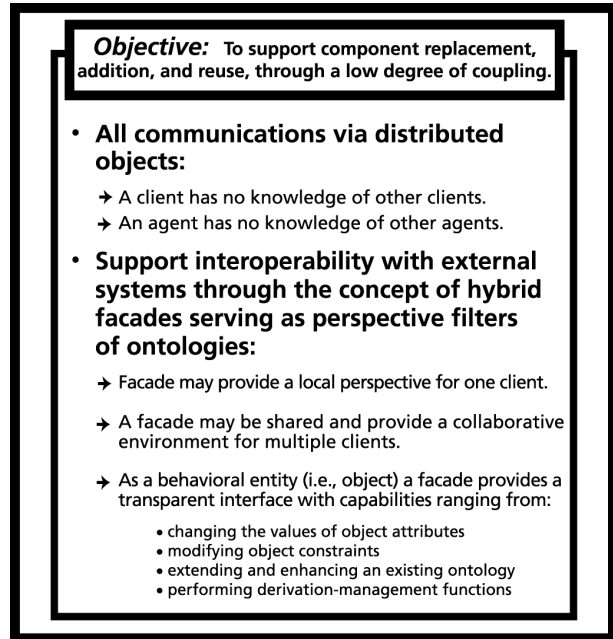 Objective: To support component replacement,
addition, and reuse, through a low degree of coupling.
• All communications via distributed
objects:
➔ A client has no knowledge of other clients.
➔ An agent has no knowledge of other agents.
• Support interoperability with external
systems through the concept of hybrid
facades serving as perspective filters
of ontologies:
➔ Facade may provide a local perspective for one client.
➔ A facade may be shared and provide a collaborative
environment for multiple clients.
➔ As a behavioral entity (i.e., object) a facade provides a
transparent interface with capabilities ranging from:
• changing the values of object attributes
• modifying object constraints
• extending and enhancing an existing ontology
• performing derivation-management functions